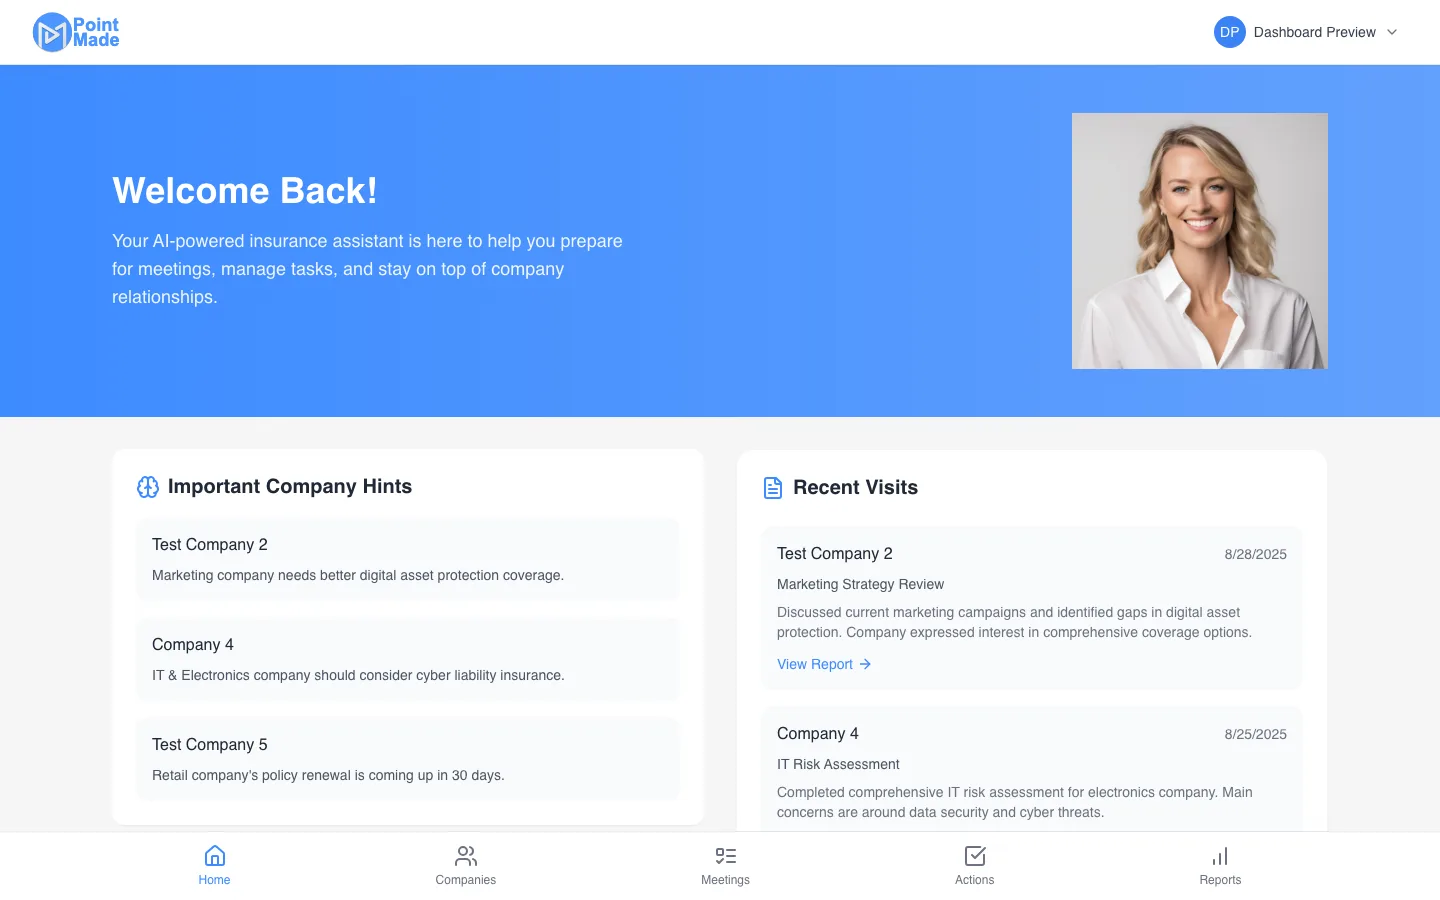 Point
Made
DP Dashboard Preview
Welcome Back!
Your AI-powered insurance assistant is here to help you prepare
for meetings, manage tasks, and stay on top of company
relationships.
Important Company Hints
Test Company 2
Marketing company needs better digital asset protection coverage.
Company 4
IT & Electronics company should consider cyber liability insurance.
Test Company 5
Retail company's policy renewal is coming up in 30 days.
Recent Visits
Test Company 2 8/28/2025
Marketing Strategy Review
Discussed current marketing campaigns and identified gaps in digital asset
protection. Company expressed interest in comprehensive coverage options.
View Report
Company 4 8/25/2025
IT Risk Assessment
Completed comprehensive IT risk assessment for electronics company. Main
concerns are around data security and cyber threats.
Home Companies Meetings Actions Reports